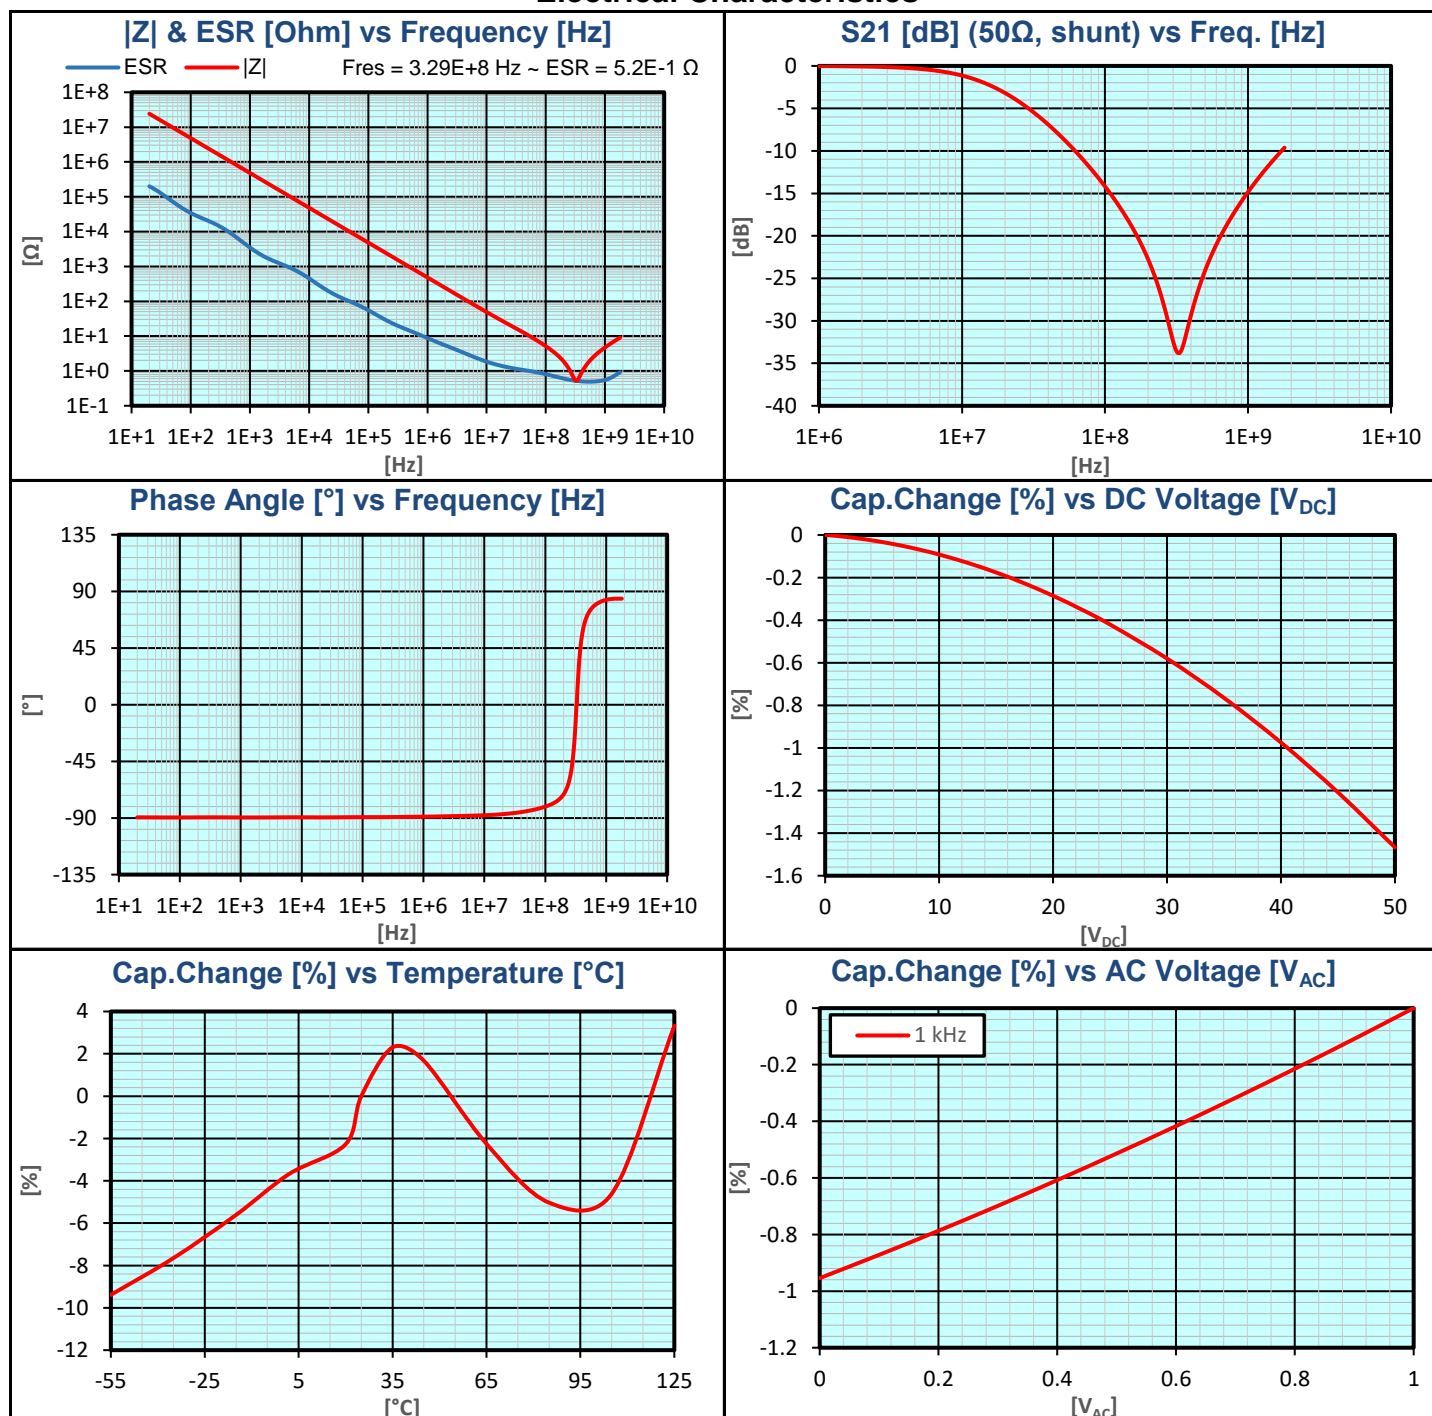 |Z| & ESR [Ohm] vs Frequency [Hz]
ESR |Z| Fres = 3.29E+8 Hz ~ ESR = 5.2E-1 Ω
1E+8
1E+7
1E+6
1E+5
1E+4
1E+3
1E+2
1E+1
1E+0
1E-1
[Ω]
1E+1 1E+2 1E+3 1E+4 1E+5 1E+6 1E+7 1E+8 1E+9 1E+10
[Hz]
S21 [dB] (50Ω, shunt) vs Freq. [Hz]
0
-5
-10
-15
-20
-25
-30
-35
-40
[dB]
1E+6 1E+7 1E+8 1E+9 1E+10
[Hz]
Phase Angle [°] vs Frequency [Hz]
135
90
45
0
-45
-90
-135
[°]
1E+1 1E+2 1E+3 1E+4 1E+5 1E+6 1E+7 1E+8 1E+9 1E+10
[Hz]
Cap.Change [%] vs DC Voltage [VDC]
0
-0.2
-0.4
-0.6
-0.8
-1
-1.2
-1.4
-1.6
[%]
0 10 20 30 40 50
[VDC]
Cap.Change [%] vs Temperature [°C]
4
2
0
-2
-4
-6
-8
-10
-12
[%]
-55 -25 5 35 65 95 125
[°C]
Cap.Change [%] vs AC Voltage [VAC]
1 kHz
0
-0.2
-0.4
-0.6
-0.8
-1
-1.2
[%]
0 0.2 0.4 0.6 0.8 1
[VAC]